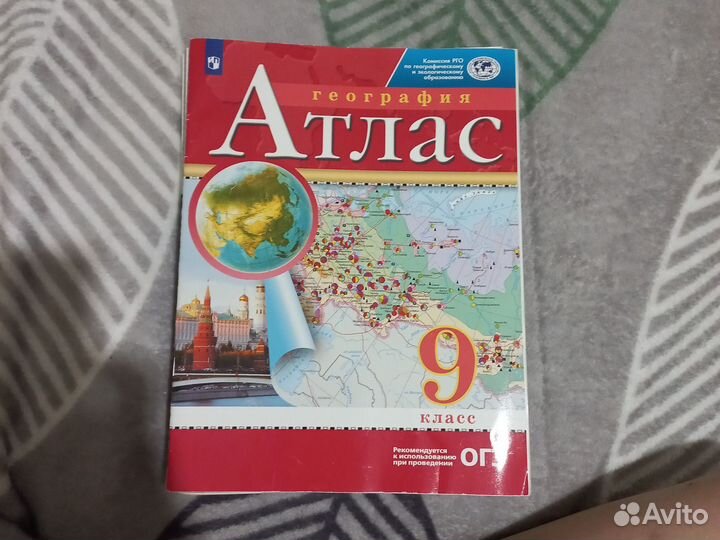 Комиссия РГО
по географическому
и экологическому
образованию
география
Атлас
9
класс
Рекомендуется
к использованию
при проведении
ОГЭ
Avito